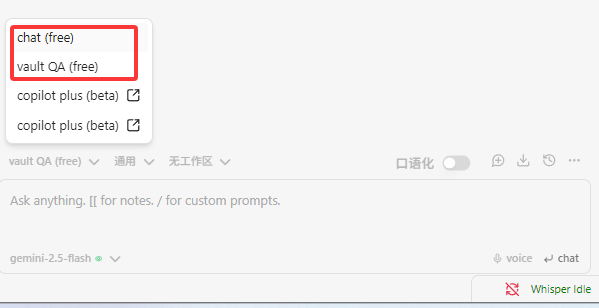 chat (free)
vault QA (free)
copilot plus (beta)
copilot plus (beta)
vault QA (free) 通用 无工作区 口语化
Ask anything. [[ for notes. / for custom prompts.
gemini-2.5-flash voice chat
Whisper Idle